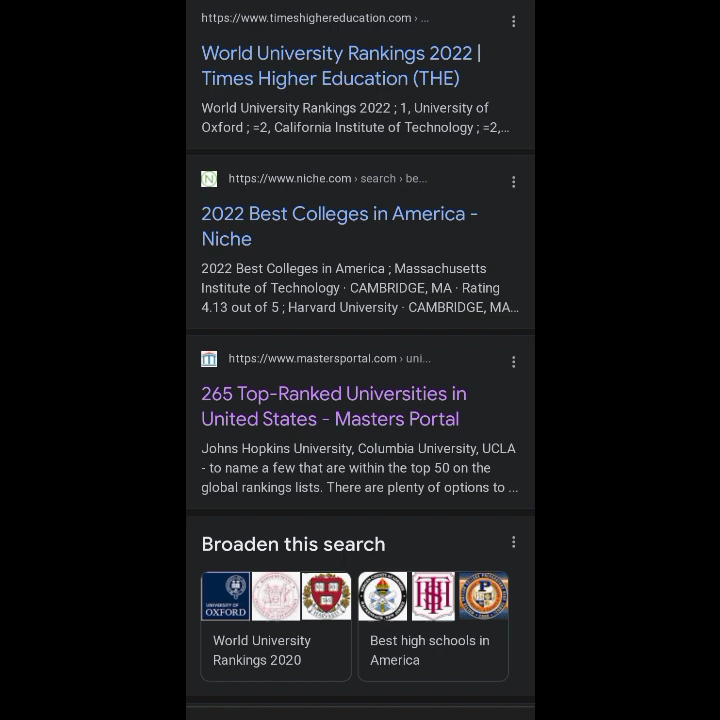 https://www.timeshighereducation.com › ...
World University Rankings 2022 |
Times Higher Education (THE)
World University Rankings 2022 ; 1, University of
Oxford ; =2, California Institute of Technology ; =2,...
N
https://www.niche.com › search › be...
2022 Best Colleges in America -
Niche
2022 Best Colleges in America ; Massachusetts
Institute of Technology · CAMBRIDGE, MA · Rating
4.13 out of 5 ; Harvard University · CAMBRIDGE, MA...
https://www.mastersportal.com › uni...
265 Top-Ranked Universities in
United States - Masters Portal
Johns Hopkins University, Columbia University, UCLA
- to name a few that are within the top 50 on the
global rankings lists. There are plenty of options to ...
Broaden this search
UNIVERSITY OF
OXFORD
P
World University
Rankings 2020
Best high schools in
America